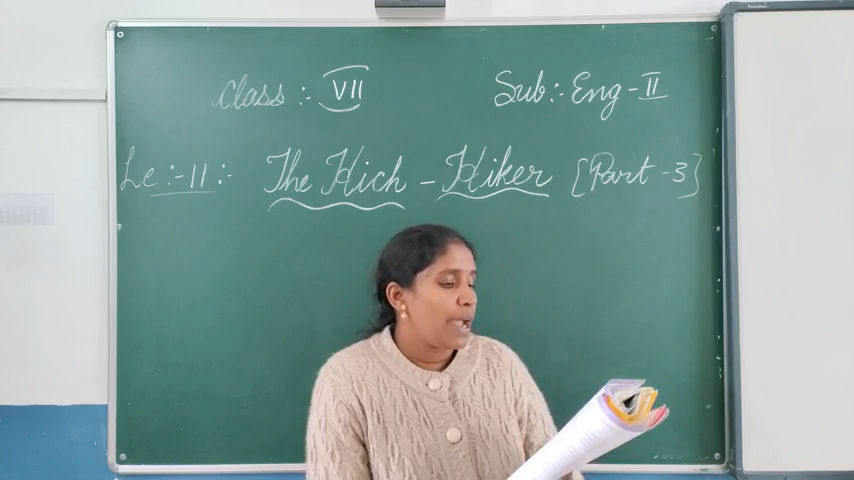 Class :- VII
Sub :- Eng - II
Le :- 11 :- The Hich - Hiker [Part - 3]